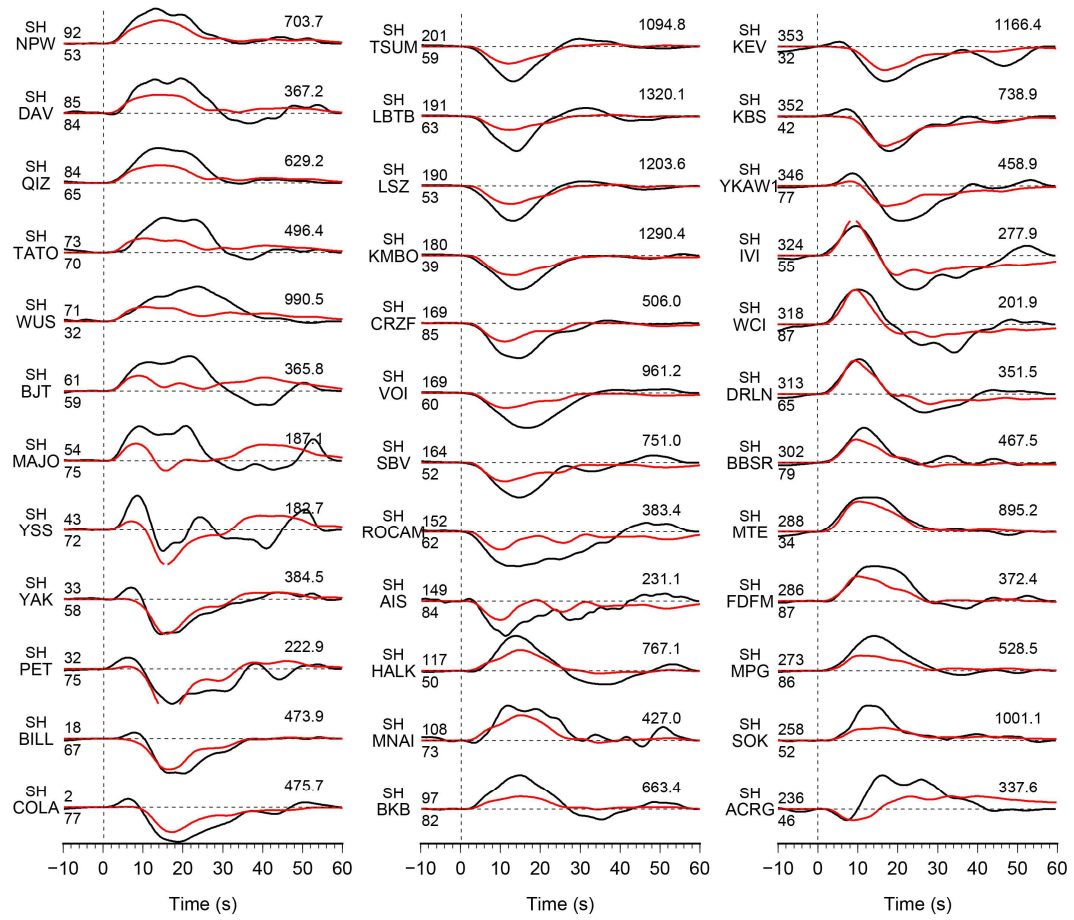 SH
NPW
92
53
703.7
SH
DAV
85
84
367.2
SH
QIZ
84
65
629.2
SH
TATO
73
70
496.4
SH
WUS
71
32
990.5
SH
BJT
61
59
365.8
SH
MAJO
54
75
187.1
SH
YSS
43
72
182.7
SH
YAK
33
58
384.5
SH
PET
32
75
222.9
SH
BILL
18
67
473.9
SH
COLA
2
77
475.7
−10 0 10 20 30 40 50 60
Time (s)
SH
TSUM
201
59
1094.8
SH
LBTB
191
63
1320.1
SH
LSZ
190
53
1203.6
SH
KMBO
180
39
1290.4
SH
CRZF
169
85
506.0
SH
VOI
169
60
961.2
SH
SBV
164
52
751.0
SH
ROCAM
152
62
383.4
SH
AIS
149
84
231.1
SH
HALK
117
50
767.1
SH
MNAI
108
73
427.0
SH
BKB
97
82
663.4
−10 0 10 20 30 40 50 60
Time (s)
SH
KEV
353
32
1166.4
SH
KBS
352
42
738.9
SH
YKAW1
346
77
458.9
SH
IVI
324
55
277.9
SH
WCI
318
87
201.9
SH
DRLN
313
65
351.5
SH
BBSR
302
79
467.5
SH
MTE
288
34
895.2
SH
FDFM
286
87
372.4
SH
MPG
273
86
528.5
SH
SOK
258
52
1001.1
SH
ACRG
236
46
337.6
−10 0 10 20 30 40 50 60
Time (s)